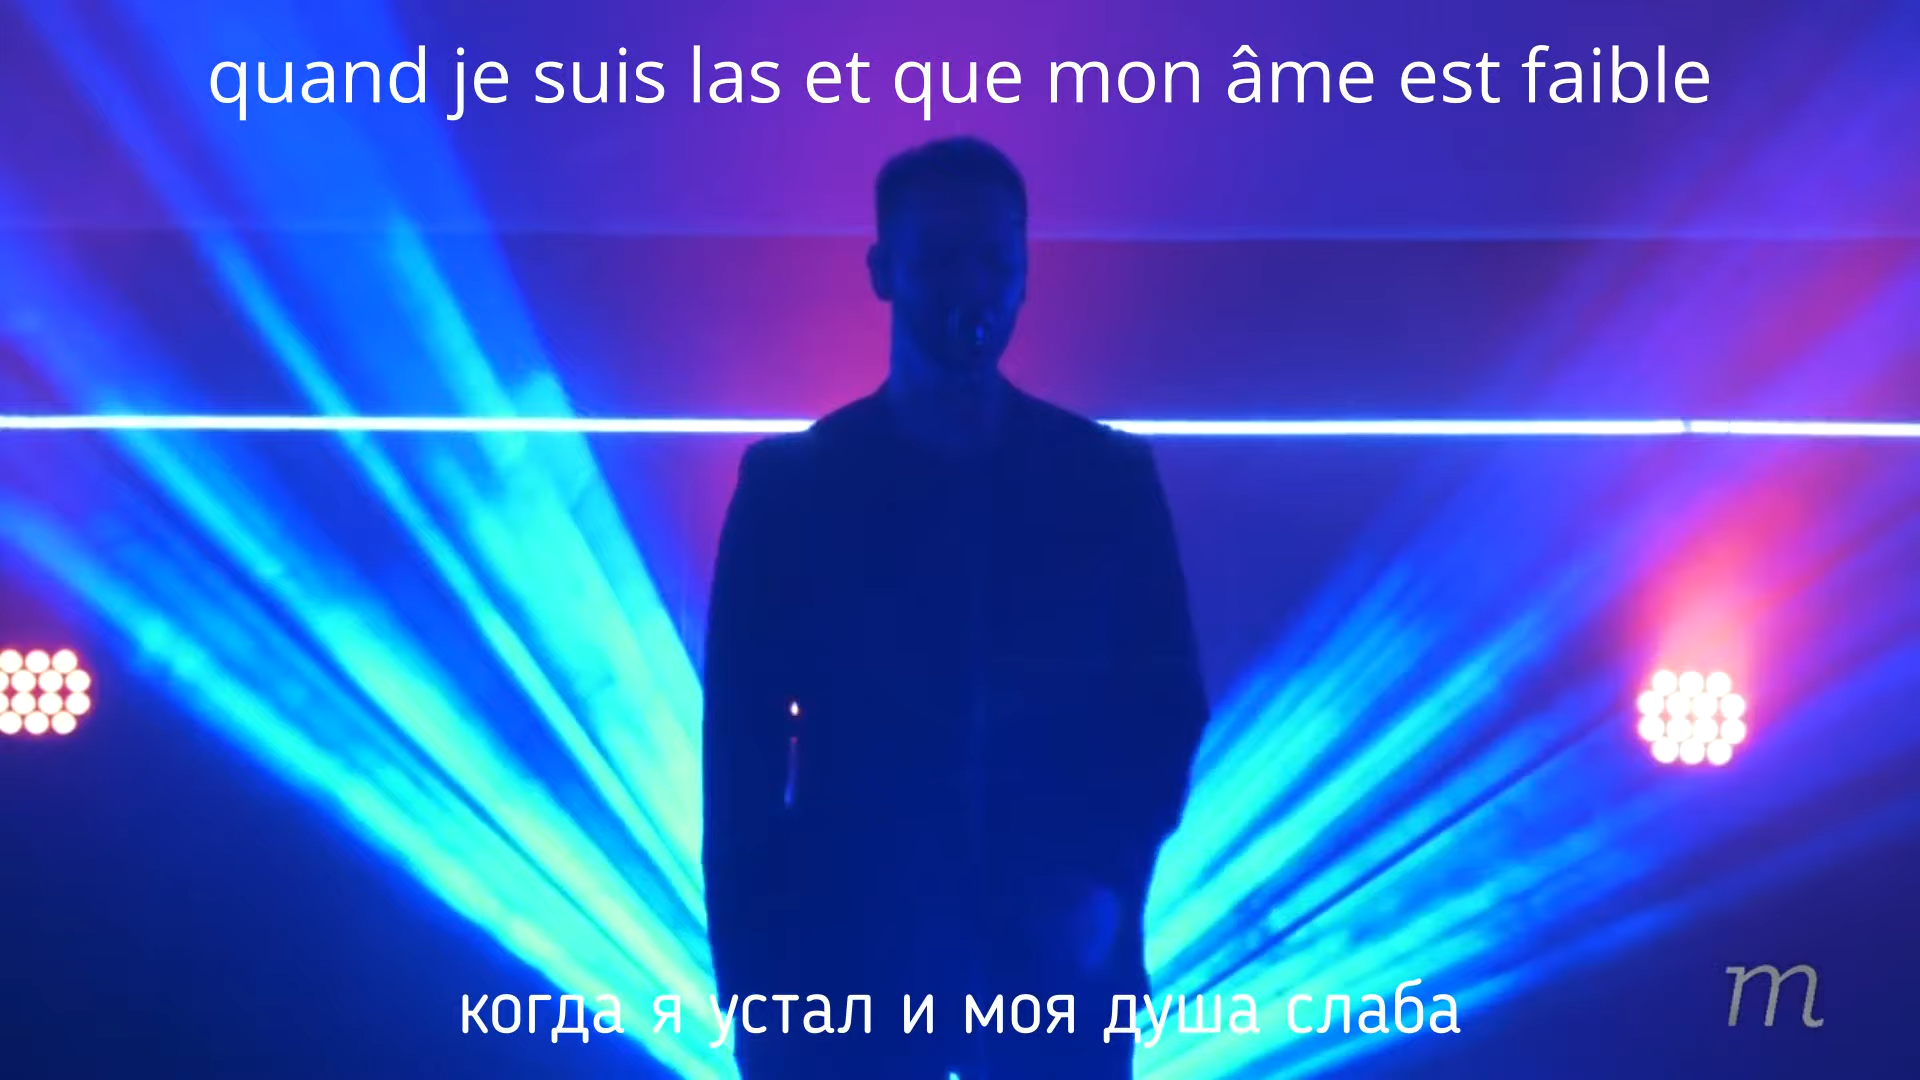 quand je suis las et que mon âme est faible
когда я устал и моя душа слаба
m